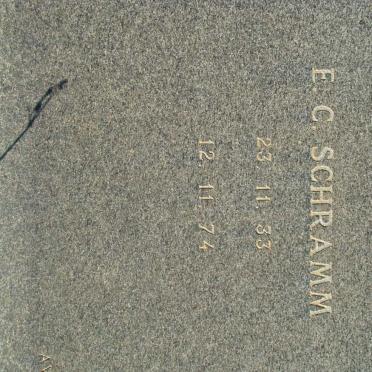 E. C. SCHRAMM
23. 11. 33
12. 11. 74